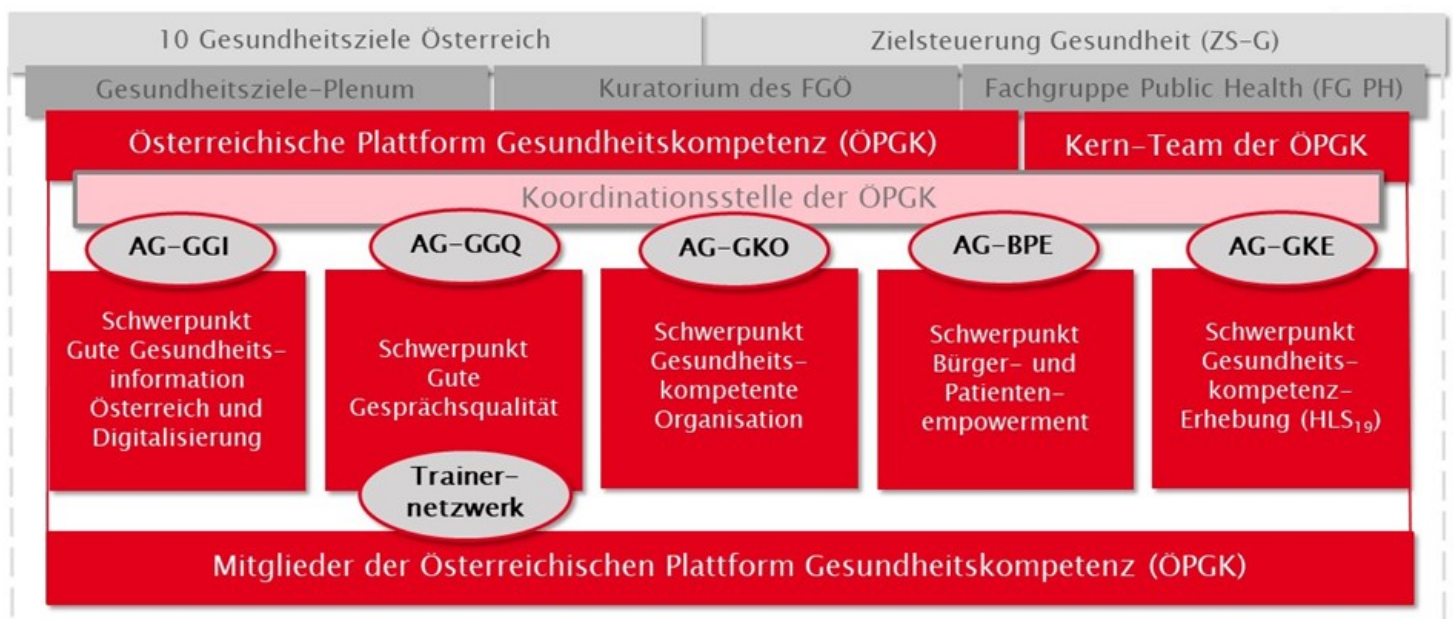 10 Gesundheitsziele Österreich
Zielsteuerung Gesundheit (ZS-G)
Gesundheitsziele-Plenum
Kuratorium des FGÖ
Fachgruppe Public Health (FG PH)
Österreichische Plattform Gesundheitskompetenz (ÖPGK)
Kern-Team der ÖPGK
Koordinationsstelle der ÖPGK
AG-GGI
Schwerpunkt
Gute Gesundheits-
information
Österreich und
Digitalisierung
AG-GGQ
Schwerpunkt
Gute
Gesprächsqualität
Trainer-
netzwerk
AG-GKO
Schwerpunkt
Gesundheits-
kompetente
Organisation
AG-BPE
Schwerpunkt
Bürger- und
Patienten-
empowerment
AG-GKE
Schwerpunkt
Gesundheits-
kompetenz-
Erhebung (HLS₁₉)
Mitglieder der Österreichischen Plattform Gesundheitskompetenz (ÖPGK)